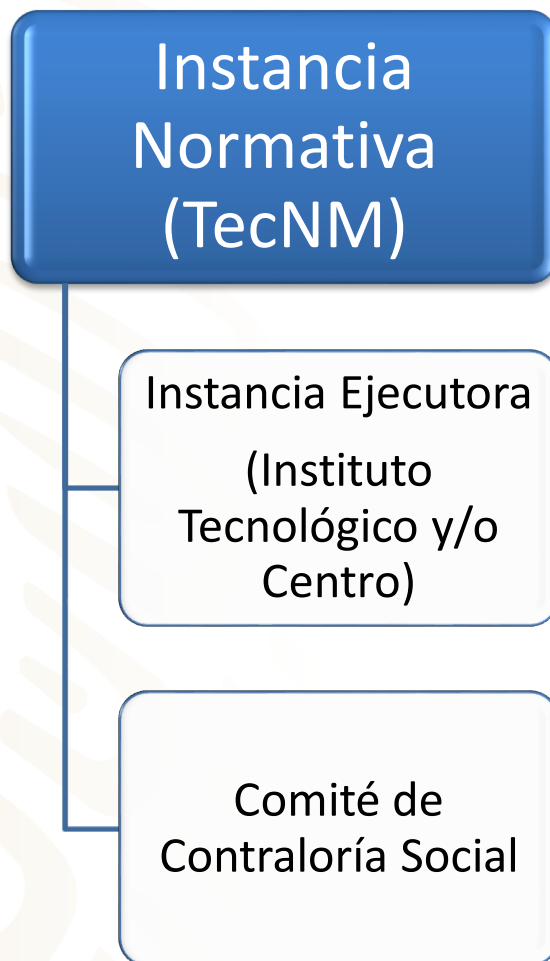 Instancia
Normativa
(TecNM)
Instancia Ejecutora
(Instituto
Tecnológico y/o
Centro)
Comité de
Contraloría Social